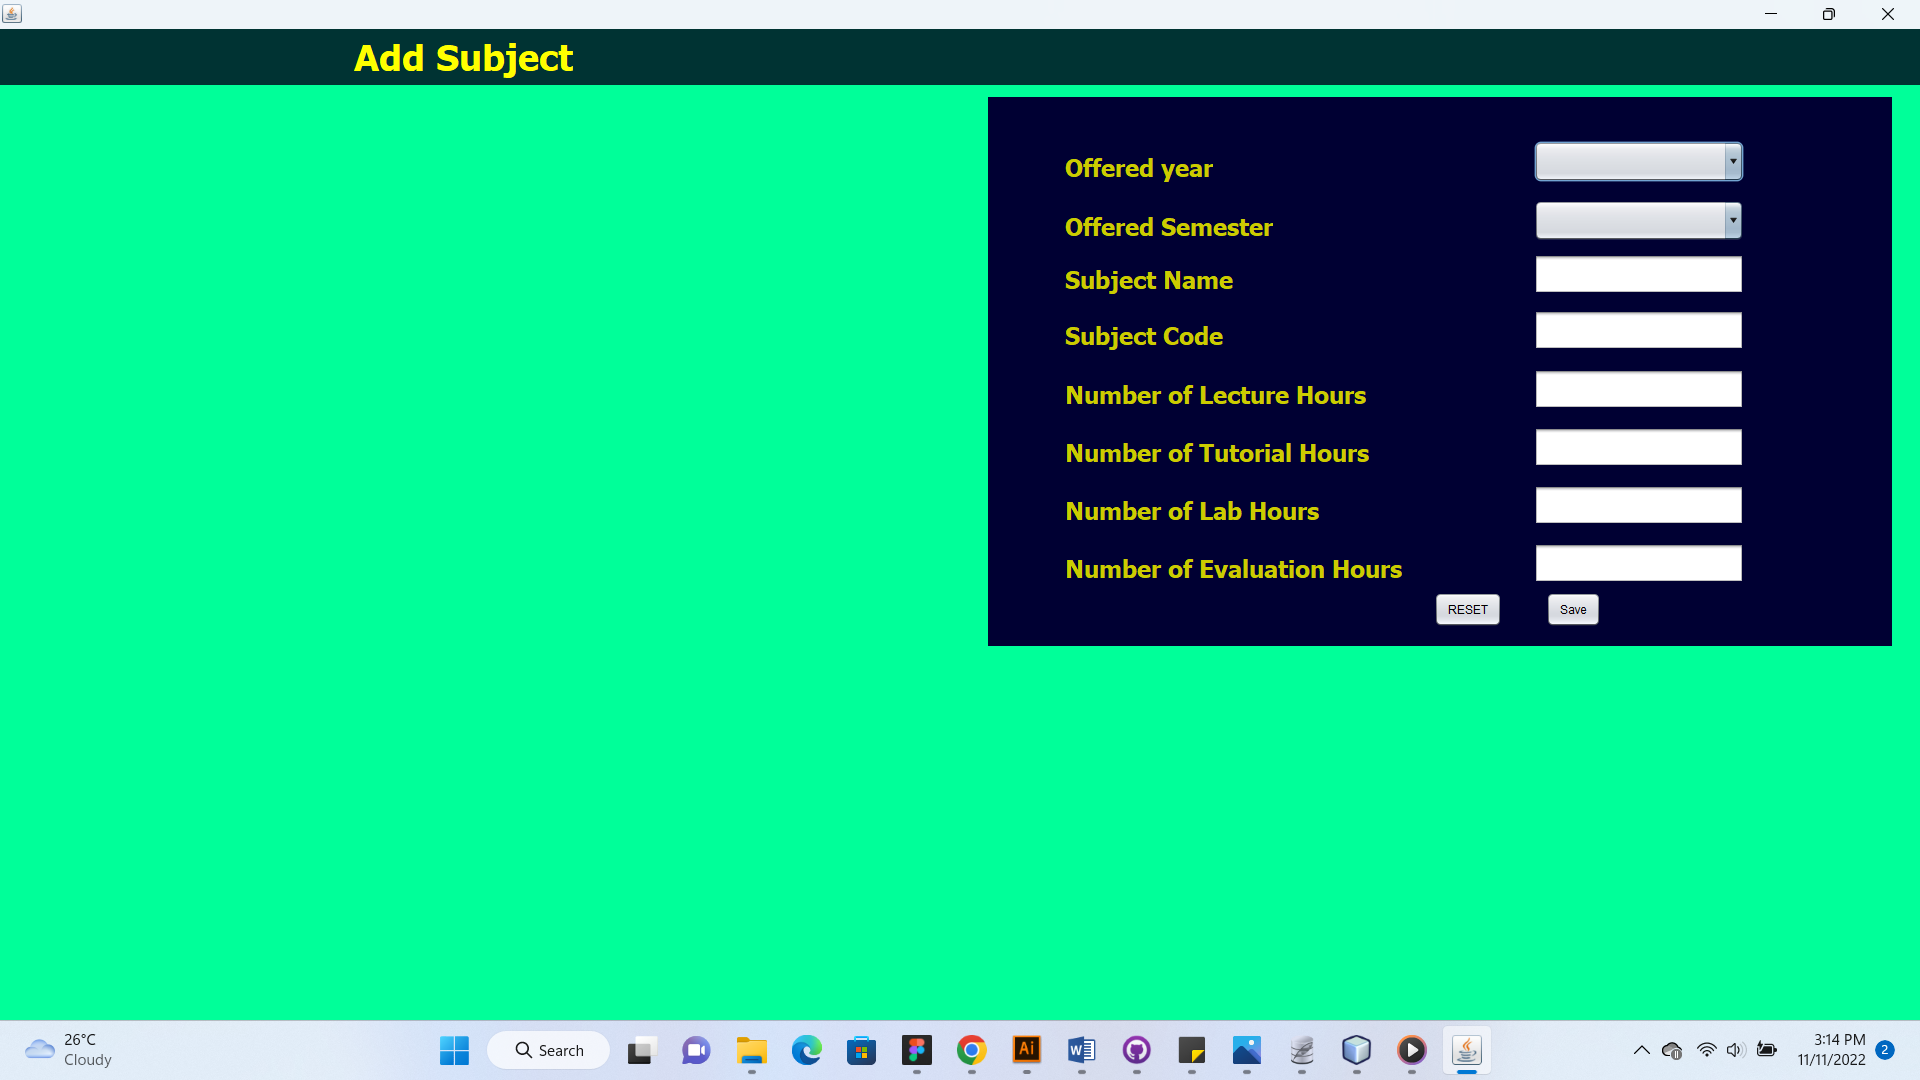 Add Subject
Offered year
Offered Semester
Subject Name
Subject Code
Number of Lecture Hours
Number of Tutorial Hours
Number of Lab Hours
Number of Evaluation Hours
RESET Save
26°C
Cloudy
Search
Ai
W
3:14 PM
11/11/2022
2